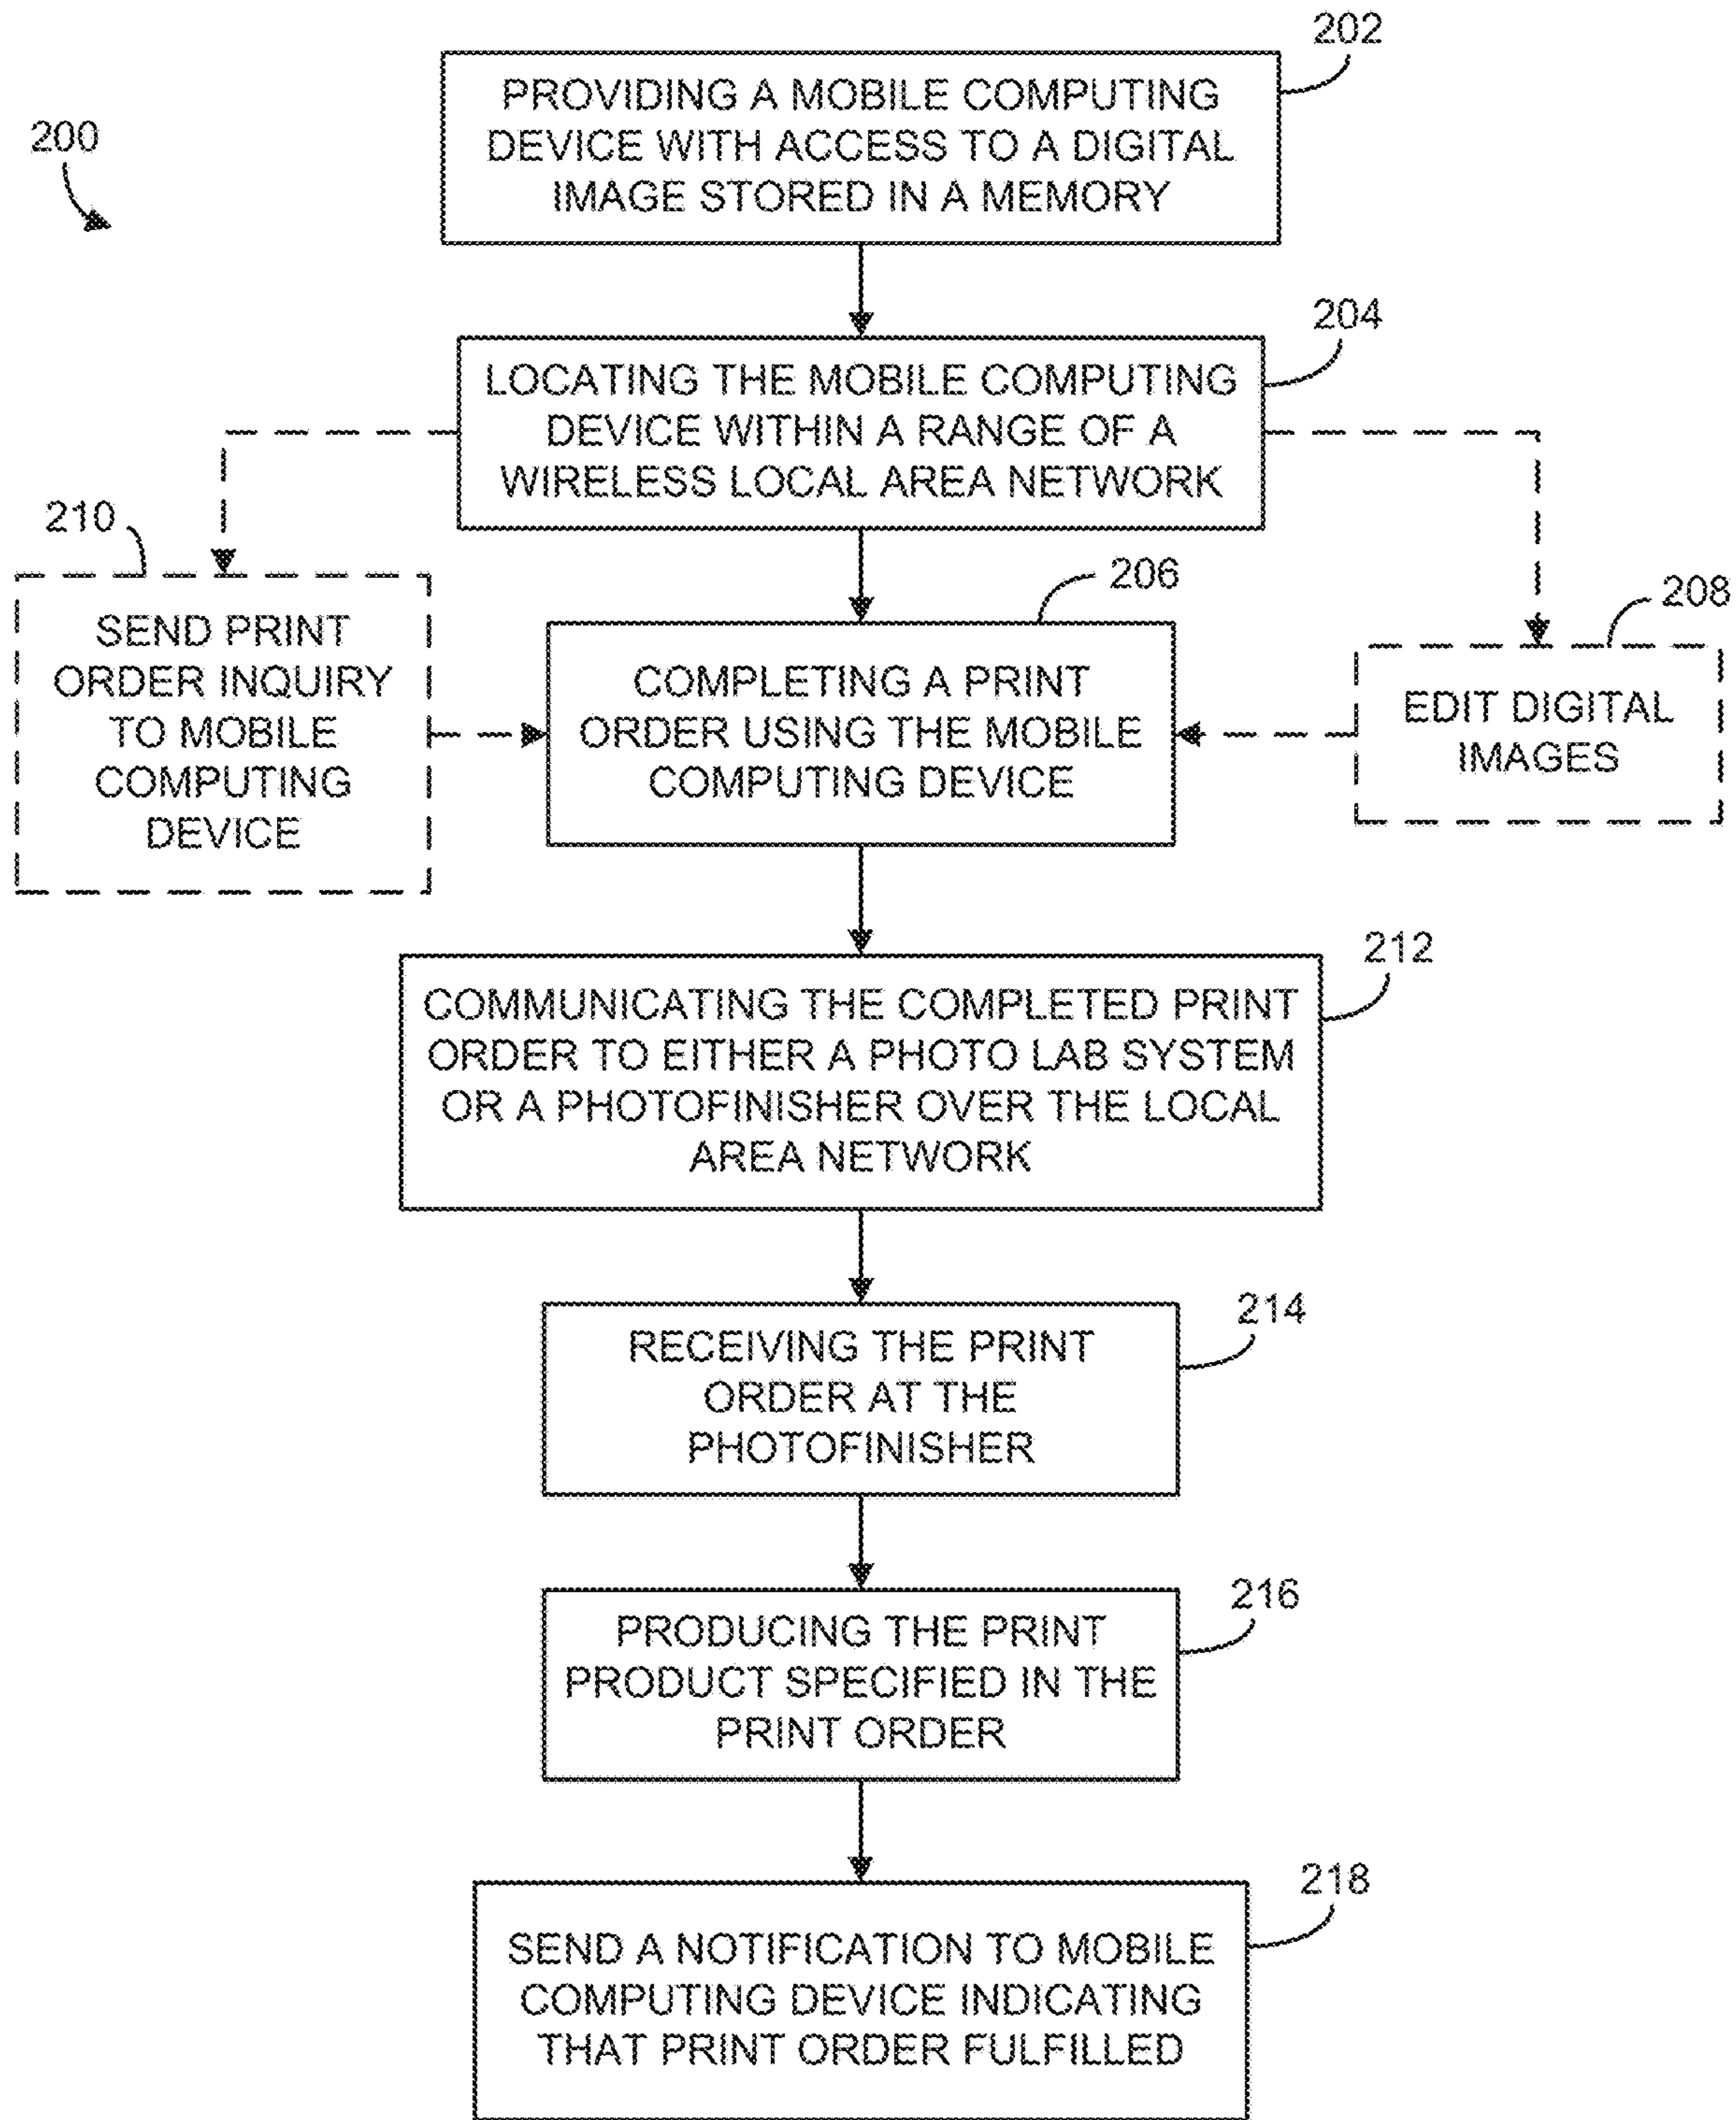 202
PROVIDING A MOBILE COMPUTING
DEVICE WITH ACCESS TO A DIGITAL
IMAGE STORED IN A MEMORY
200
204
LOCATING THE MOBILE COMPUTING
DEVICE WITHIN A RANGE OF A
WIRELESS LOCAL AREA NETWORK
210
SEND PRINT
ORDER INQUIRY
TO MOBILE
COMPUTING
DEVICE
206
COMPLETING A PRINT
ORDER USING THE MOBILE
COMPUTING DEVICE
208
EDIT DIGITAL
IMAGES
212
COMMUNICATING THE COMPLETED PRINT
ORDER TO EITHER A PHOTO LAB SYSTEM
OR A PHOTOFINISHER OVER THE LOCAL
AREA NETWORK
214
RECEIVING THE PRINT
ORDER AT THE
PHOTOFINISHER
216
PRODUCING THE PRINT
PRODUCT SPECIFIED IN THE
PRINT ORDER
218
SEND A NOTIFICATION TO MOBILE
COMPUTING DEVICE INDICATING
THAT PRINT ORDER FULFILLED